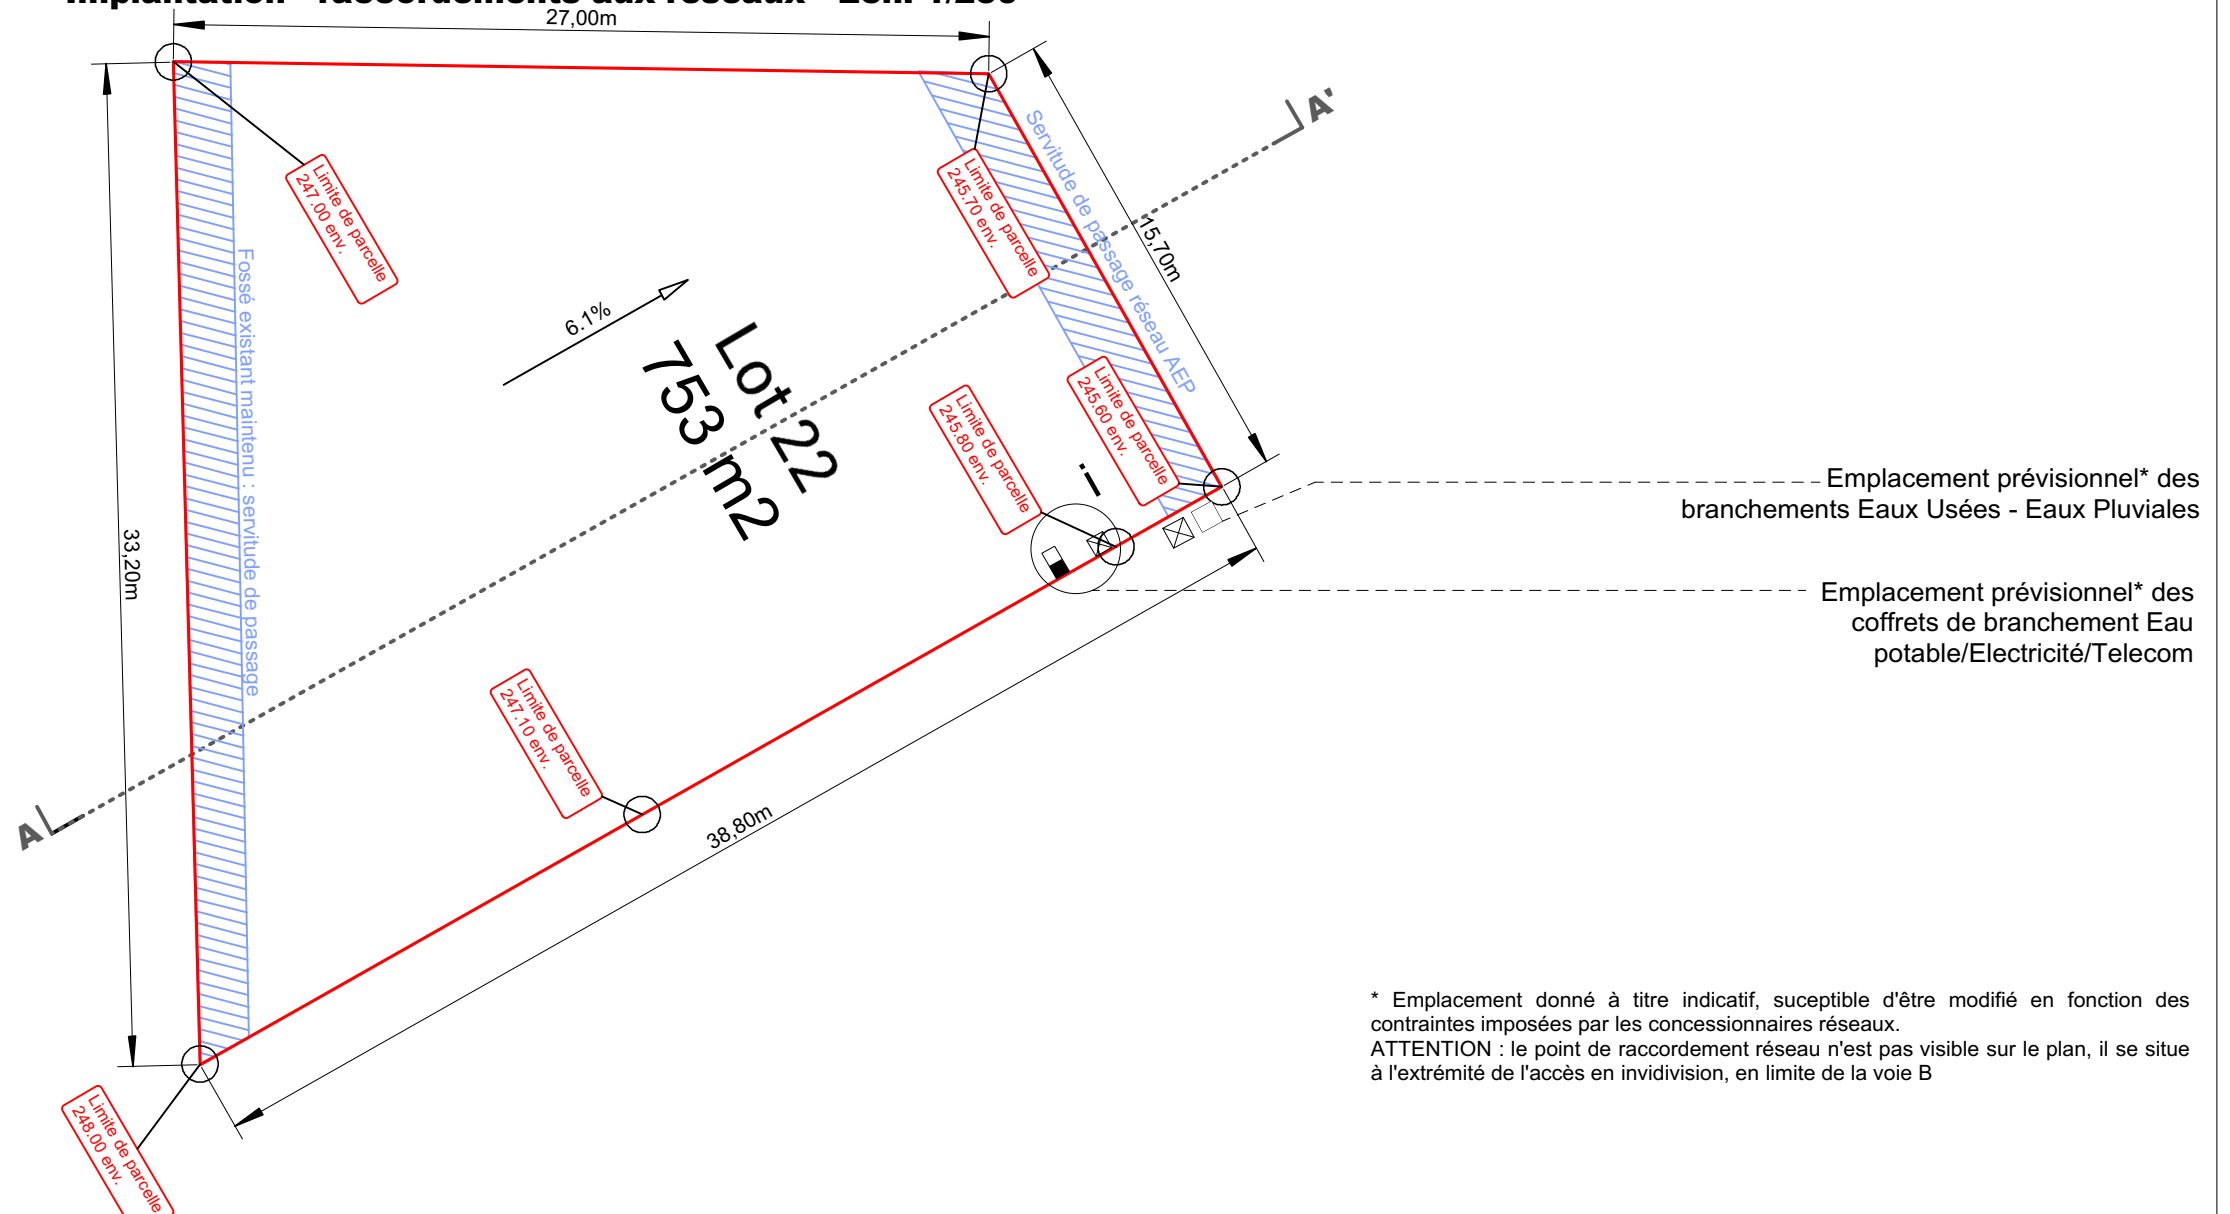 27,00m
A'
Servitude de passage réseau AEP
15,70m
Limite de parcelle
247.00 env.
Limite de parcelle
245.70 env.
Fossé existant maintenu : servitude de passage
6.1%
Lot 22
753 m2
Limite de parcelle
245.80 env.
Limite de parcelle
245.60 env.
i
Emplacement prévisionnel* des
branchements Eaux Usées - Eaux Pluviales
Emplacement prévisionnel* des
coffrets de branchement Eau
potable/Electricité/Telecom
33,20m
Limite de parcelle
247.10 env.
38,80m
A
* Emplacement donné à titre indicatif, suceptible d'être modifié en fonction des
contraintes imposées par les concessionnaires réseaux.
ATTENTION : le point de raccordement réseau n'est pas visible sur le plan, il se situe
à l'extrémité de l'accès en invidivision, en limite de la voie B
Limite de parcelle
248.00 env.